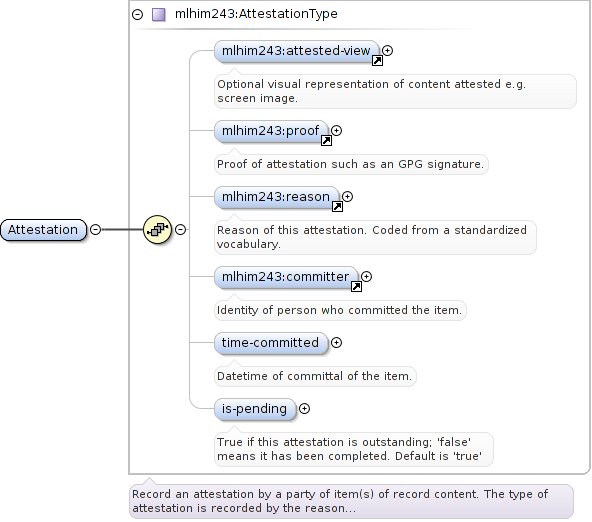 mlhim243:AttestationType
mlhim243:attested-view
Optional visual representation of content attested e.g.
screen image.
mlhim243:proof
Proof of attestation such as an GPG signature.
mlhim243:reason
Reason of this attestation. Coded from a standardized
vocabulary.
Attestation
mlhim243:committer
Identity of person who committed the item.
time-committed
Datetime of committal of the item.
is-pending
True if this attestation is outstanding; 'false'
means it has been completed. Default is 'true'
Record an attestation by a party of item(s) of record content. The type of
attestation is recorded by the reason...